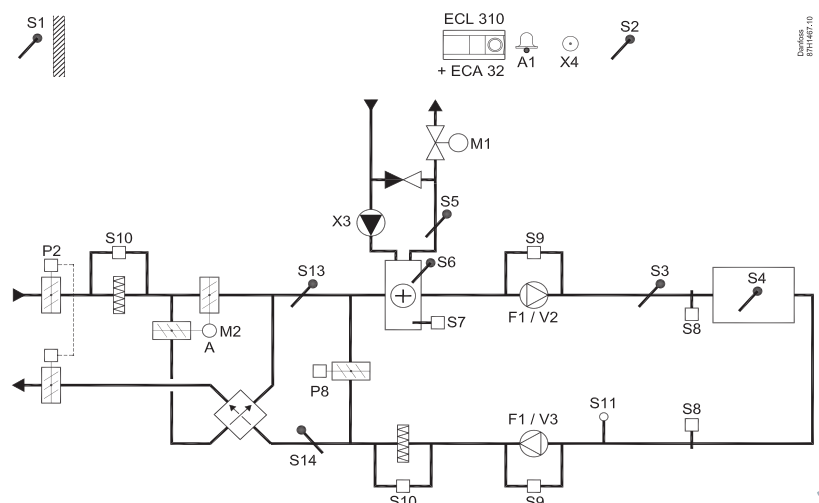 S1
ECL 310
+ ECA 32
A1
X4
S2
Danfoss
87H1467.10
M1
X3
S5
P2
S10
S13
S6
S9
S3
S4
S7
M2
A
F1 / V2
S8
P8
F1 / V3
S11
S8
S14
S10
S9